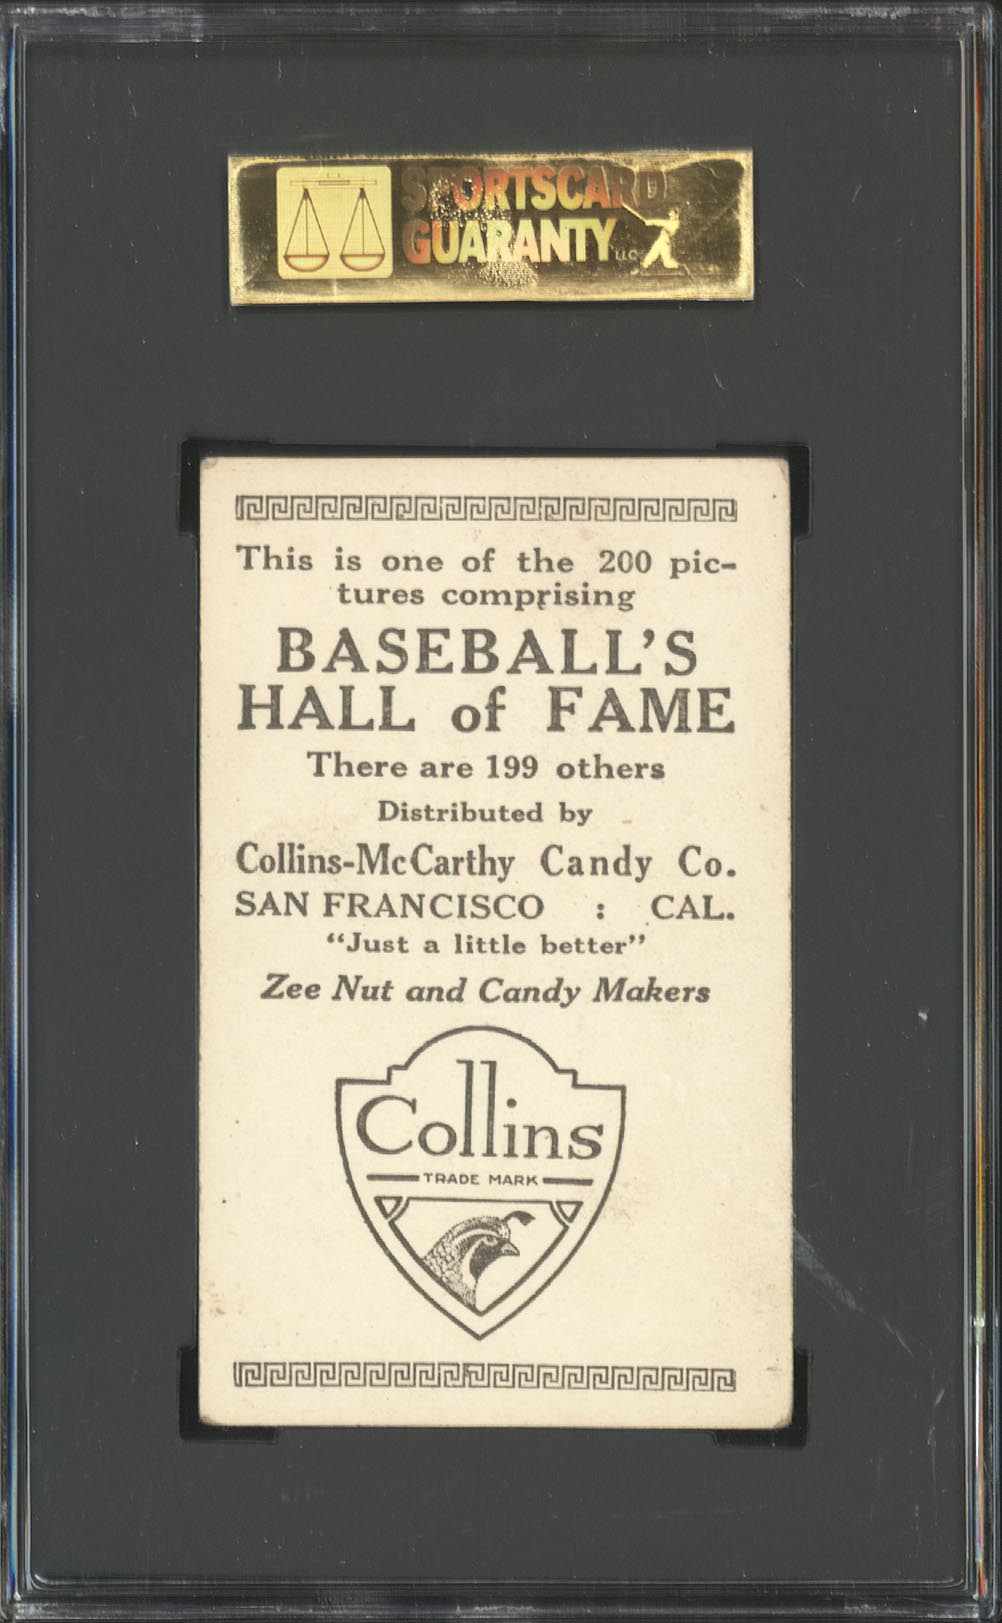 SPORTSCARD
GUARANTY LLC
This is one of the 200 pic-
tures comprising
BASEBALL'S
HALL of FAME
There are 199 others
Distributed by
Collins-McCarthy Candy Co.
SAN FRANCISCO : CAL.
"Just a little better"
Zee Nut and Candy Makers
Collins
TRADE MARK